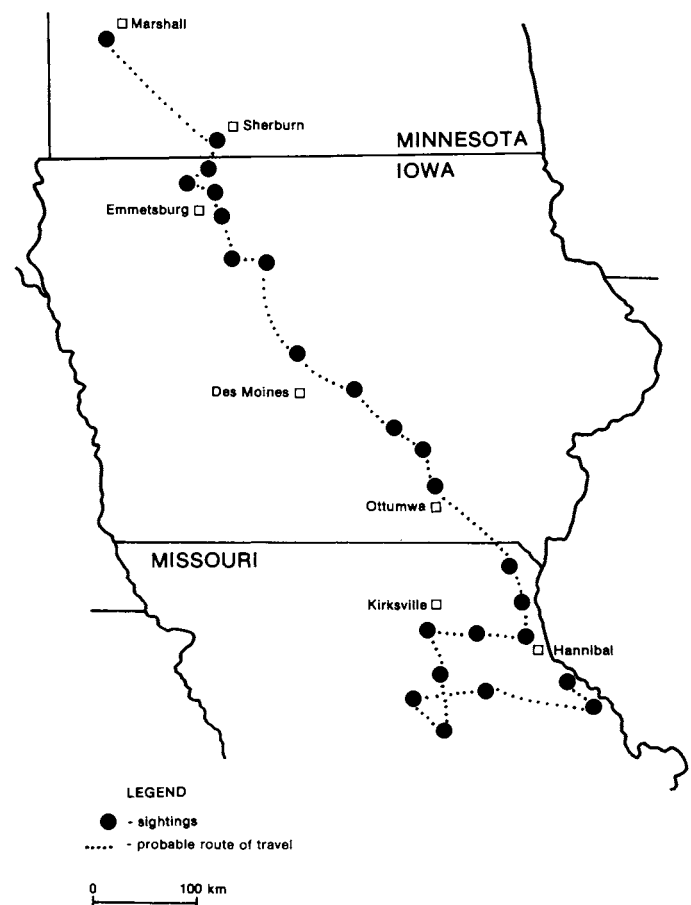 Marshall
Sherburn
MINNESOTA
IOWA
Emmetsburg
Des Moines
Ottumwa
MISSOURI
Kirksville
Hannibal
LEGEND
- sightings
- probable route of travel
0 100 km